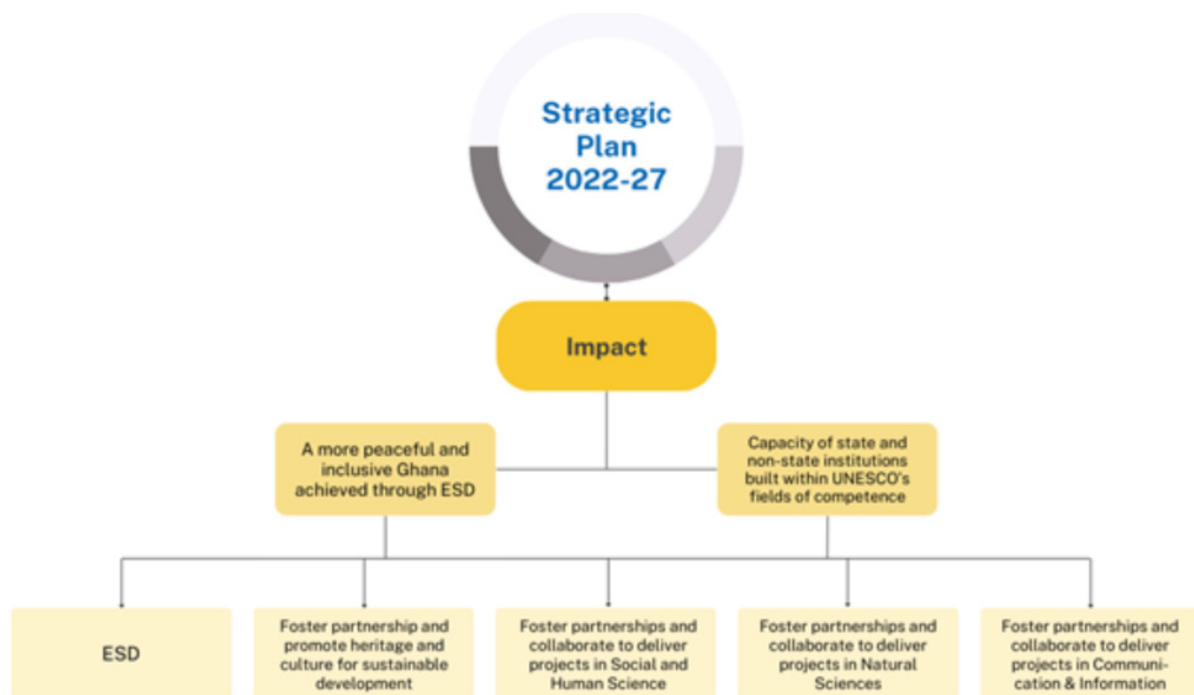 Strategic
Plan
2022-27
Impact
A more peaceful and
inclusive Ghana
achieved through ESD
Capacity of state and
non-state institutions
built within UNESCO's
fields of competence
ESD
Foster partnership and
promote heritage and
culture for sustainable
development
Foster partnerships and
collaborate to deliver
projects in Social and
Human Science
Foster partnerships and
collaborate to deliver
projects in Natural
Sciences
Foster partnerships and
collaborate to deliver
projects in Communi-
cation & Information